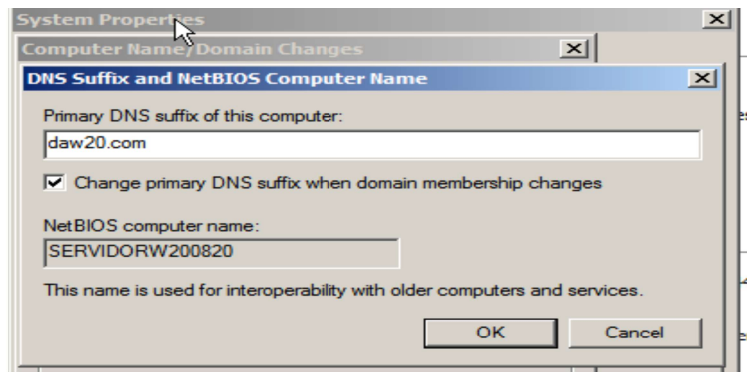 System Properties
Computer Name/Domain Changes
DNS Suffix and NetBIOS Computer Name
Primary DNS suffix of this computer:
daw20.com
Change primary DNS suffix when domain membership changes
NetBIOS computer name:
SERVIDORW200820
This name is used for interoperability with older computers and services.
OK
Cancel